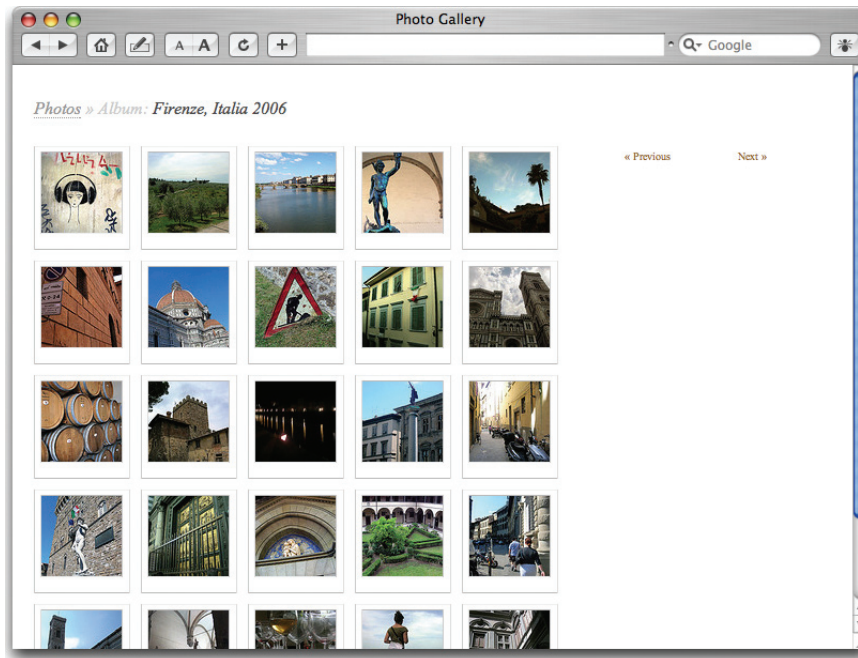 Photo Gallery
A A
Google
Photos » Album: Firenze, Italia 2006
« Previous
Next »